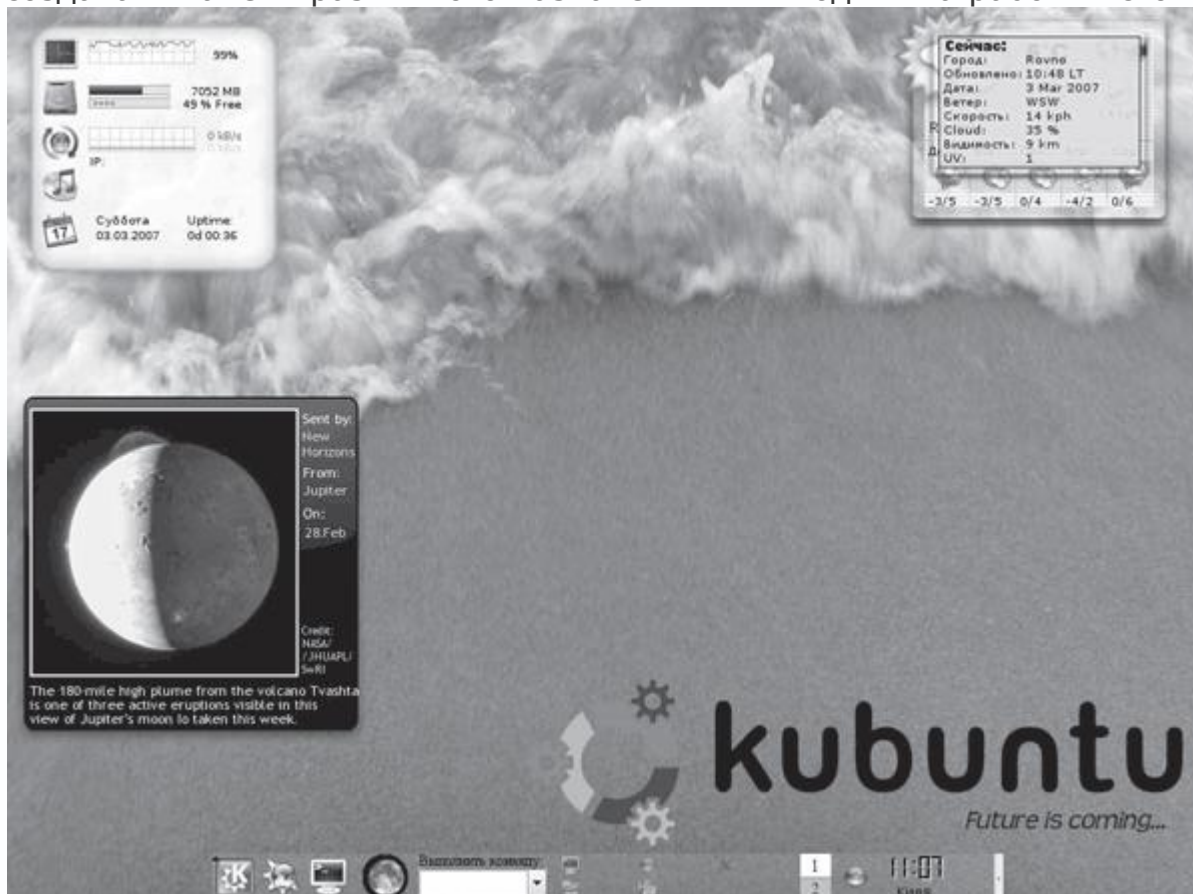 99%
7052 MB
49 % Free
0 kB/s
IP:
Суббота
03.03.2007
Uptime:
0d 00:36
17
Сейчас:
Город: Rovno
Обновлено: 10:48 LT
Дата: 3 Mar 2007
Ветер: WSW
Скорость: 14 kph
Cloud: 35 %
Видимость: 9 km
UV: 1
-3/5 -3/5 0/4 -4/2 0/6
Sent by:
New
Horizons
From:
Jupiter
On:
28.Feb
Credit:
NASA/
/JHUAPL/
SwRI
The 180-mile high plume from the volcano Tvashta
is one of three active eruptions visible in this
view of Jupiter's moon Io taken this week.
kubuntu
Future is coming...
Выполнить команду:
1
2
11:07
Киев